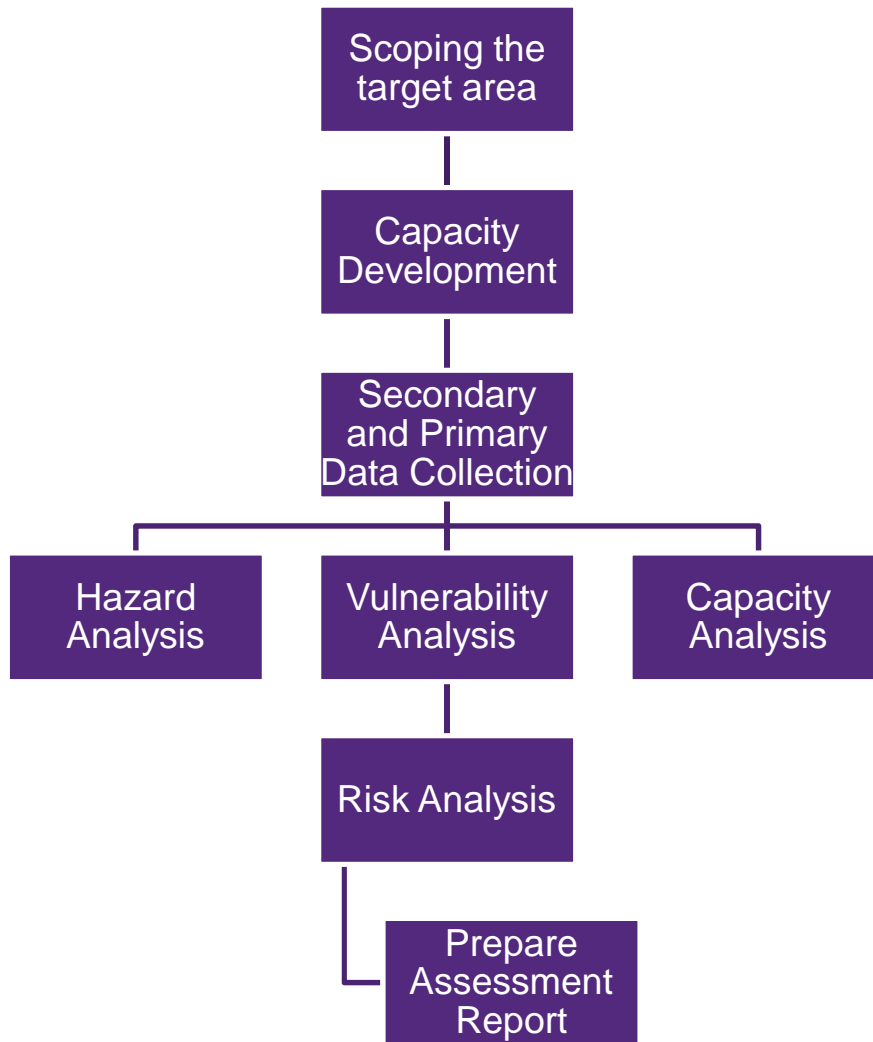 Scoping the
target area
Capacity
Development
Secondary
and Primary
Data Collection
Hazard
Analysis
Vulnerability
Analysis
Capacity
Analysis
Risk Analysis
Prepare
Assessment
Report